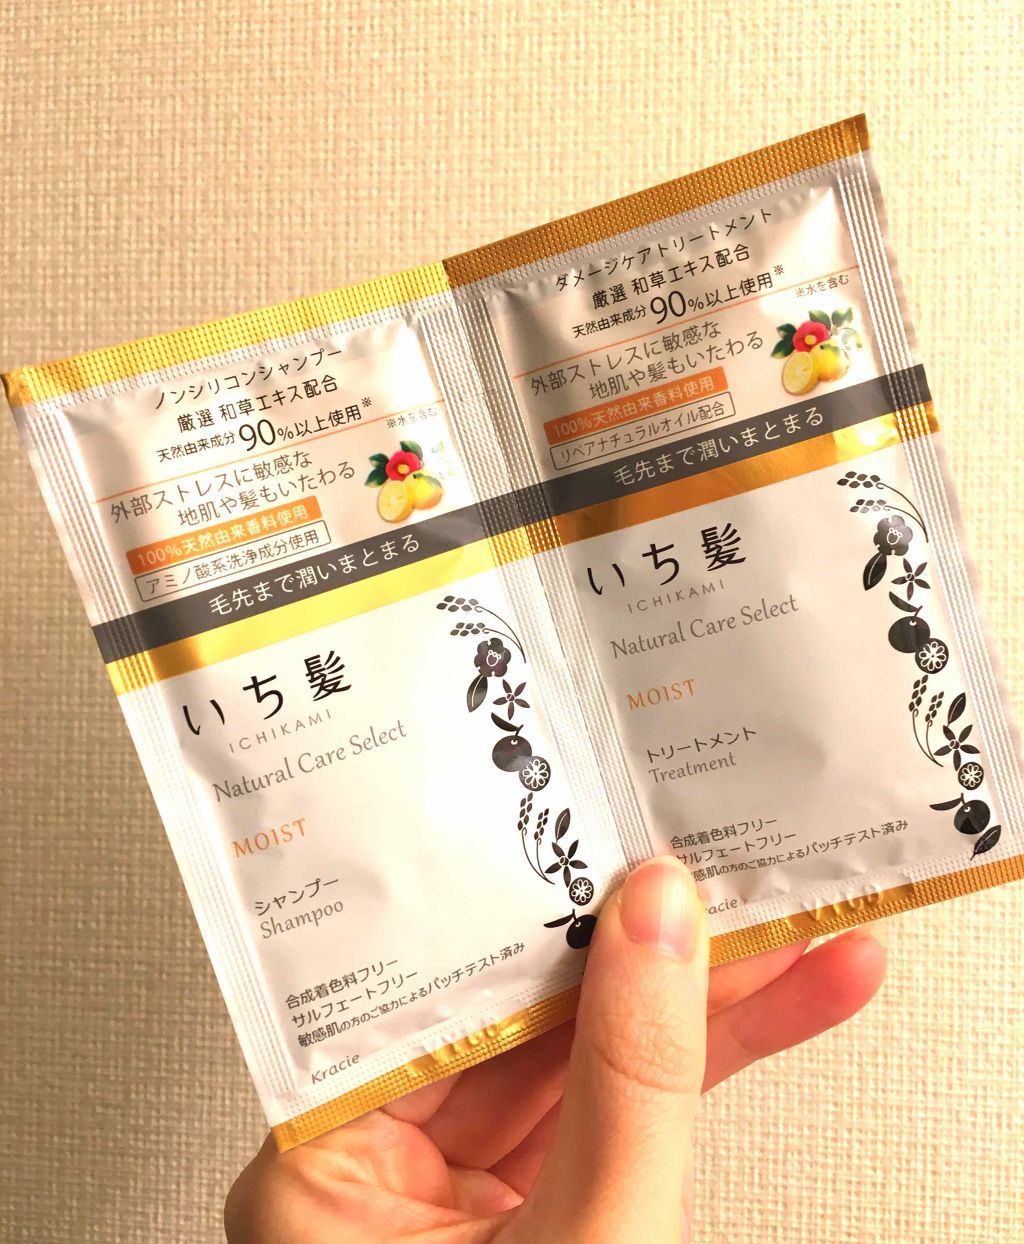 ノンシリコンシャンプー
厳選 和草エキス配合
天然由来成分90%以上使用※
※水を含む
外部ストレスに敏感な
地肌や髪もいたわる
100%天然由来香料使用
アミノ酸系洗浄成分使用
毛先まで潤いまとまる
いち髪
ICHIKAMI
Natural Care Select
MOIST
シャンプー
Shampoo
合成着色料フリー
サルフェートフリー
敏感肌の方のご協力によるパッチテスト済み
Kracie
ダメージケアトリートメント
厳選 和草エキス配合
天然由来成分90%以上使用※
※水を含む
外部ストレスに敏感な
地肌や髪もいたわる
100%天然由来香料使用
リペアナチュラルオイル配合
毛先まで潤いまとまる
いち髪
ICHIKAMI
Natural Care Select
MOIST
トリートメント
Treatment
合成着色料フリー
サルフェートフリー
敏感肌の方のご協力によるパッチテスト済み
Kracie